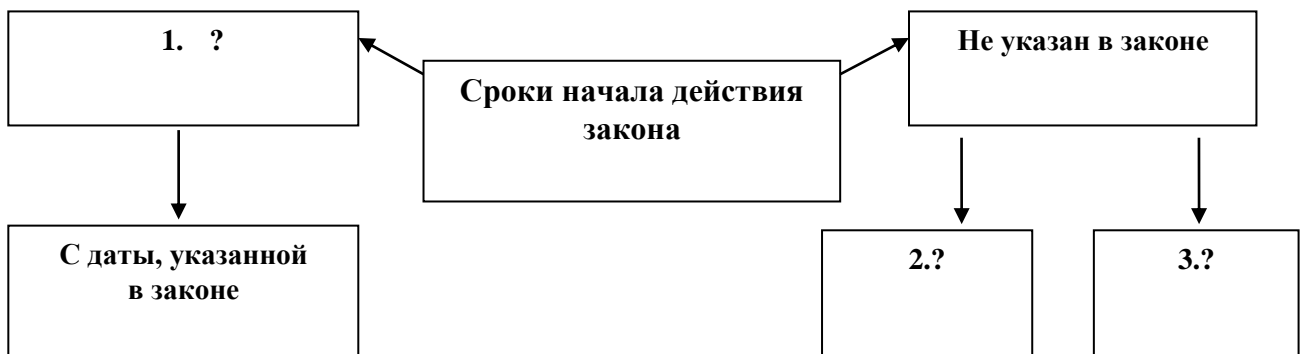 1. ?
Не указан в законе
Сроки начала действия
закона
С даты, указанной
в законе
2.?
3.?